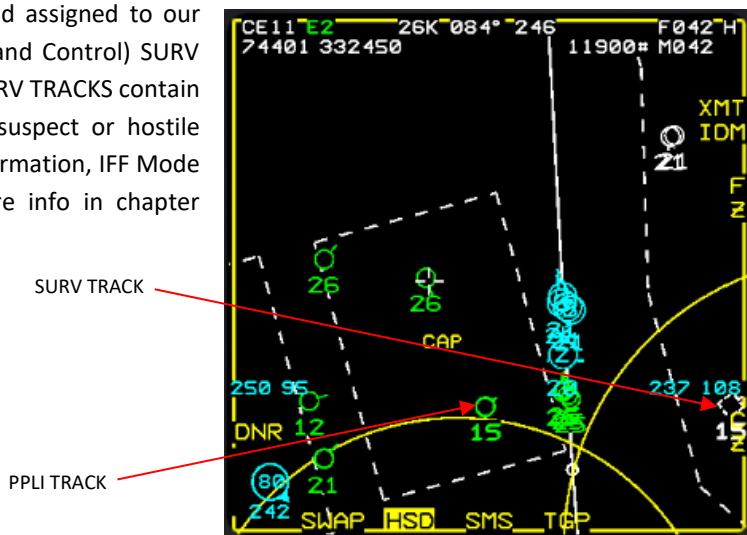 d assigned to our
and Control) SURV
RV TRACKS contain
suspect or hostile
ormation, IFF Mode
re info in chapter
SURV TRACK
PPLI TRACK
CE11 E2 26K 084° 246 F042 H
74401 332450 11900# M042
XMT
IDM
21
F
Z
26
26
CAP
250 95
20
237 108
DNR
12
15
15
21
80
242
SWAP HSD SMS TGP